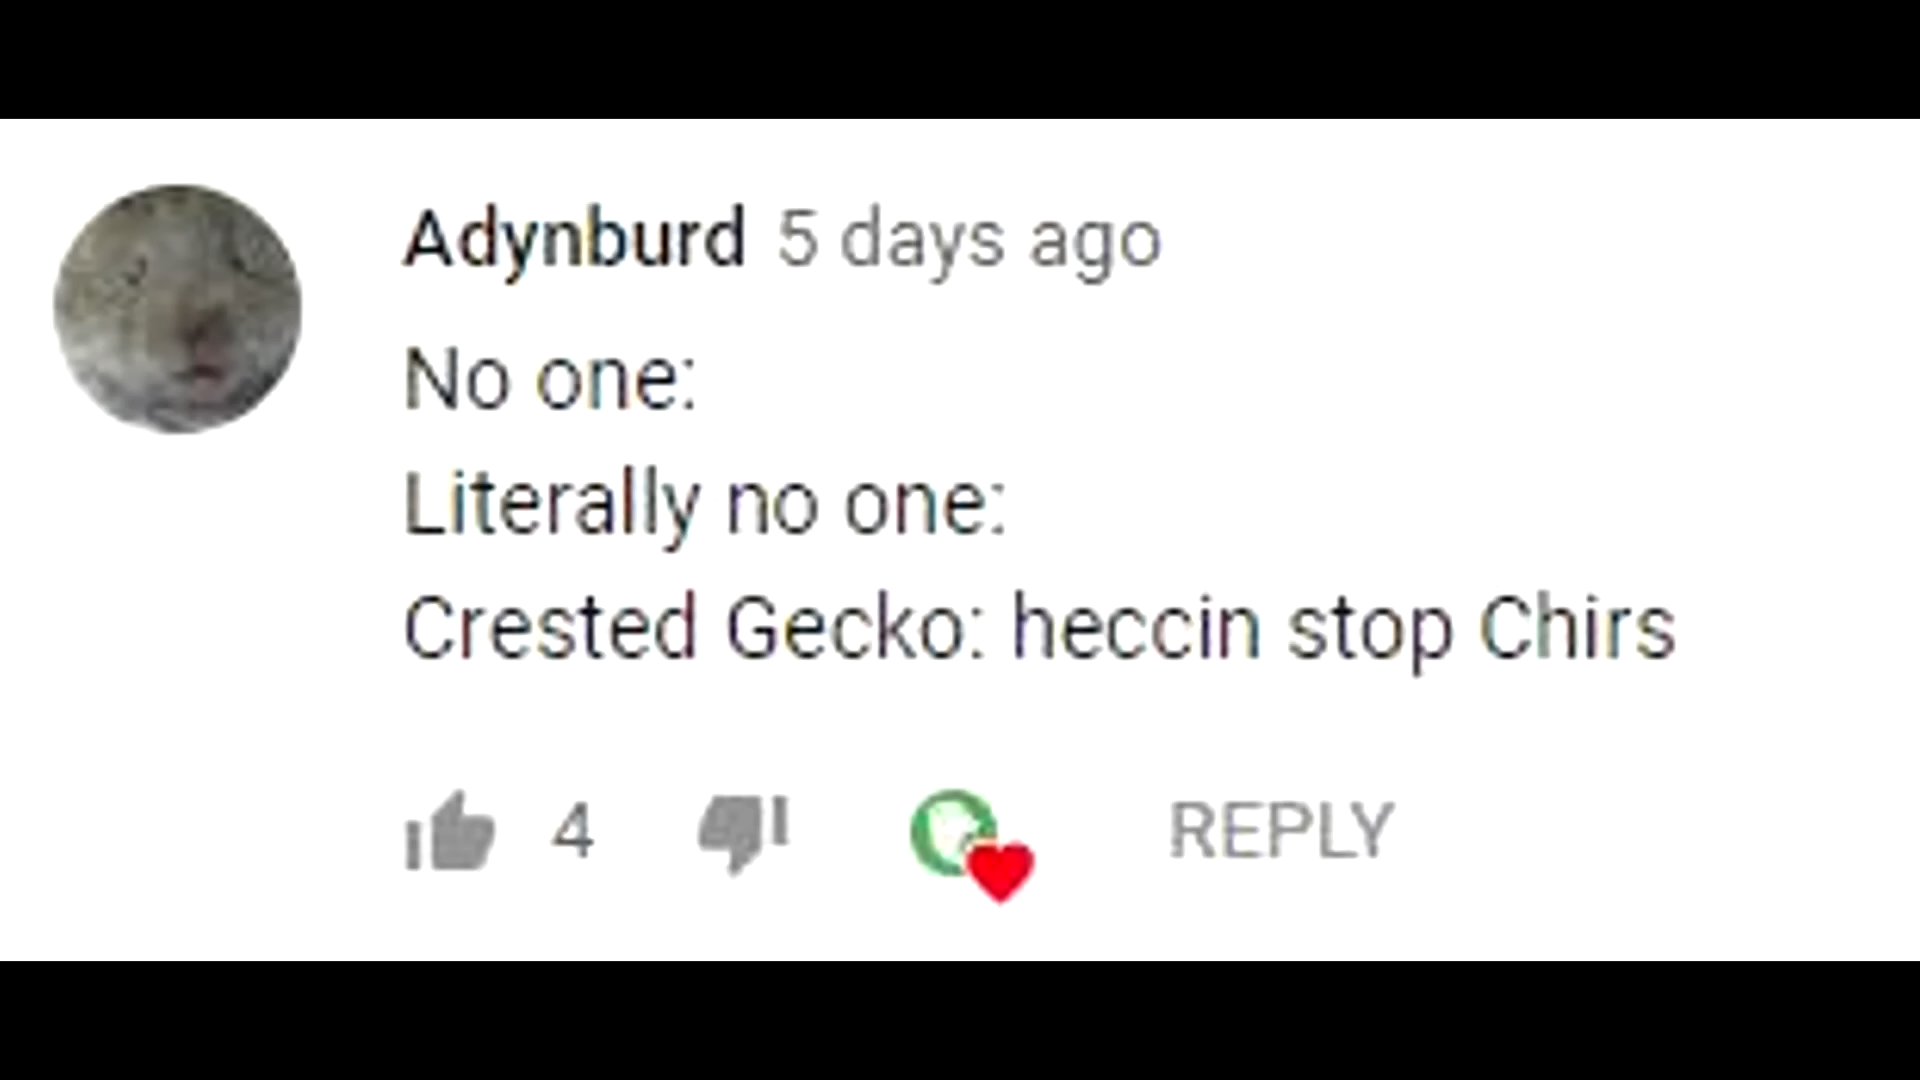 Adynburd 5 days ago
No one:
Literally no one:
Crested Gecko: heccin stop Chirs
4 REPLY